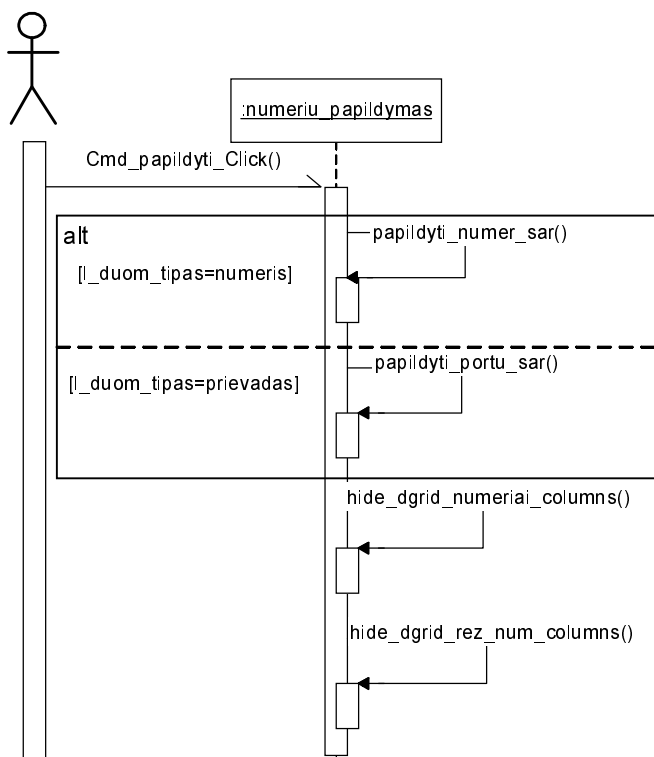 :numeriu_papildymas
Cmd_papildyti_Click()
alt
papildyti_numer_sar()
[l_duom_tipas=numeris]
papildyti_portu_sar()
[l_duom_tipas=prievadas]
hide_dgrid_numeriai_columns()
hide_dgrid_rez_num_columns()